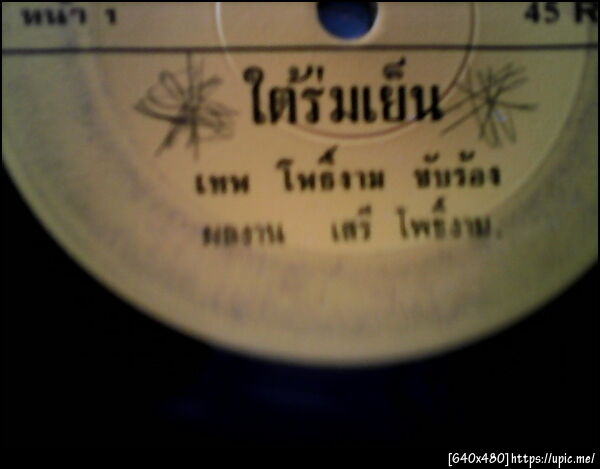 หน้า 1 45 R
ใต้ร่มเย็น
เทพ โพธิ์งาม ขับร้อง
ผลงาน เสรี โพธิ์งาม.
[640x480]https://upic.me/